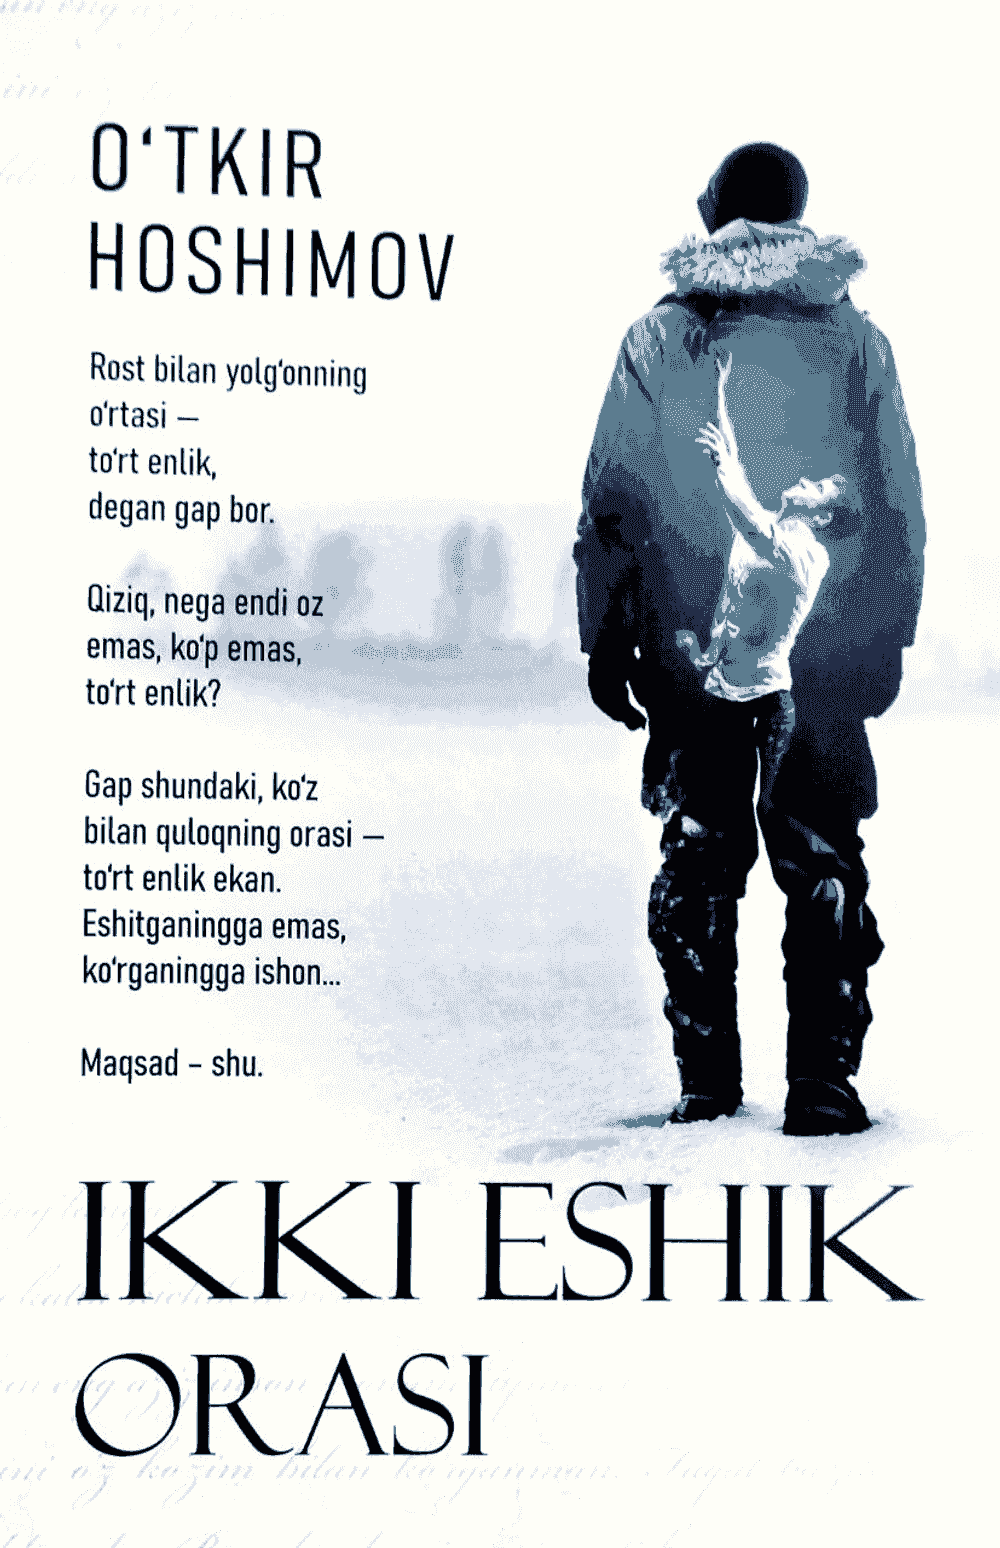 O‘TKIR
HOSHIMOV
Rost bilan yolg‘onning
o‘rtasi —
to‘rt enlik,
degan gap bor.
Qiziq, nega endi oz
emas, ko‘p emas,
to‘rt enlik?
Gap shundaki, ko‘z
bilan quloqning orasi —
to‘rt enlik ekan.
Eshitganingga emas,
ko‘rganingga ishon...
Maqsad – shu.
IKKI ESHIK
ORASI